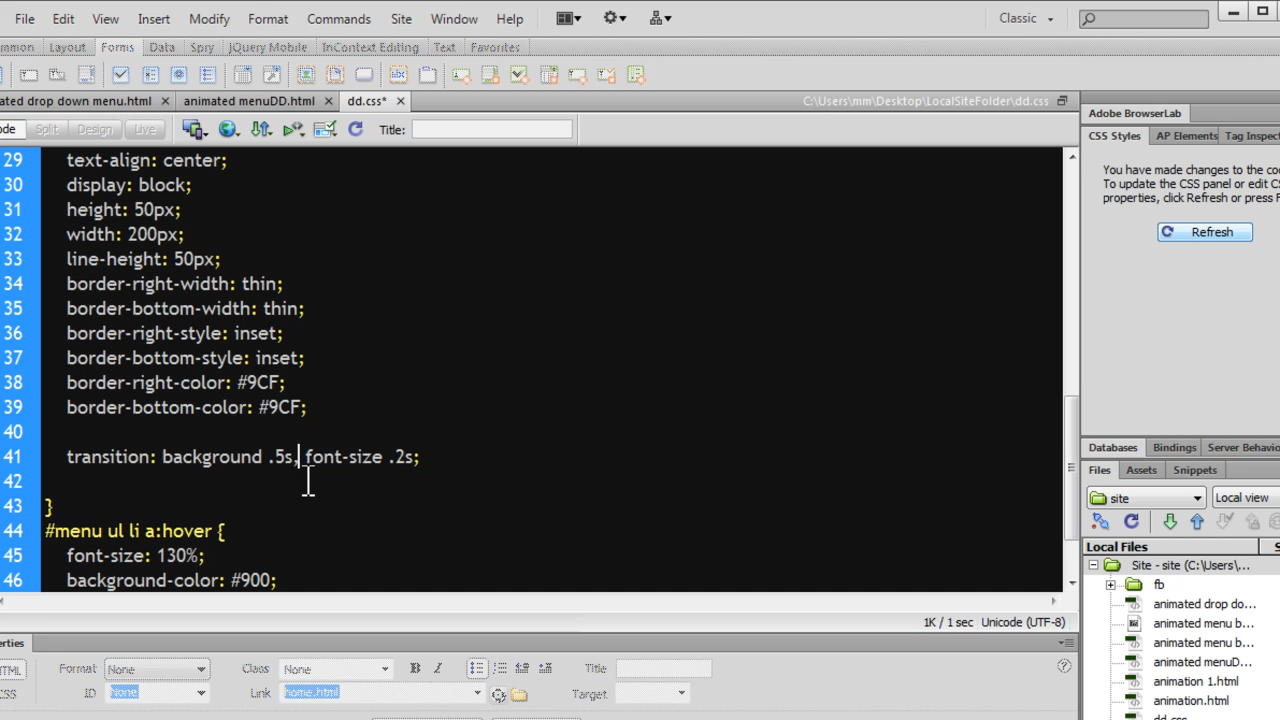 File Edit View Insert Modify Format Commands Site Window Help Classic
mmon Layout Forms Data Spry jQuery Mobile InContext Editing Text Favorites
ated drop down menu.html animated menuDD.html dd.css* C:\Users\mm\Desktop\LocalSiteFolder\dd.css
ode Split Design Live Title:
Adobe BrowserLab
CSS Styles AP Elements Tag Inspect
You have made changes to the co
To update the CSS panel or edit CS
properties, click Refresh or press F
Refresh
29 text-align: center;
30 display: block;
31 height: 50px;
32 width: 200px;
33 line-height: 50px;
34 border-right-width: thin;
35 border-bottom-width: thin;
36 border-right-style: inset;
37 border-bottom-style: inset;
38 border-right-color: #9CF;
39 border-bottom-color: #9CF;
40
41 transition: background .5s, font-size .2s;
42
43 }
44 #menu ul li a:hover {
45 font-size: 130%;
46 background-color: #900;
1K / 1 sec Unicode (UTF-8)
Databases Bindings Server Behavior
Files Assets Snippets
site Local view
Local Files S
Site - site (C:\Users\...
fb
animated drop do...
animated menu b...
animated menu b...
animated menuD...
animation 1.html
animation.html
dd.css
erties
HTML Format None Class None B I Title
CSS ID None Link home.html Target